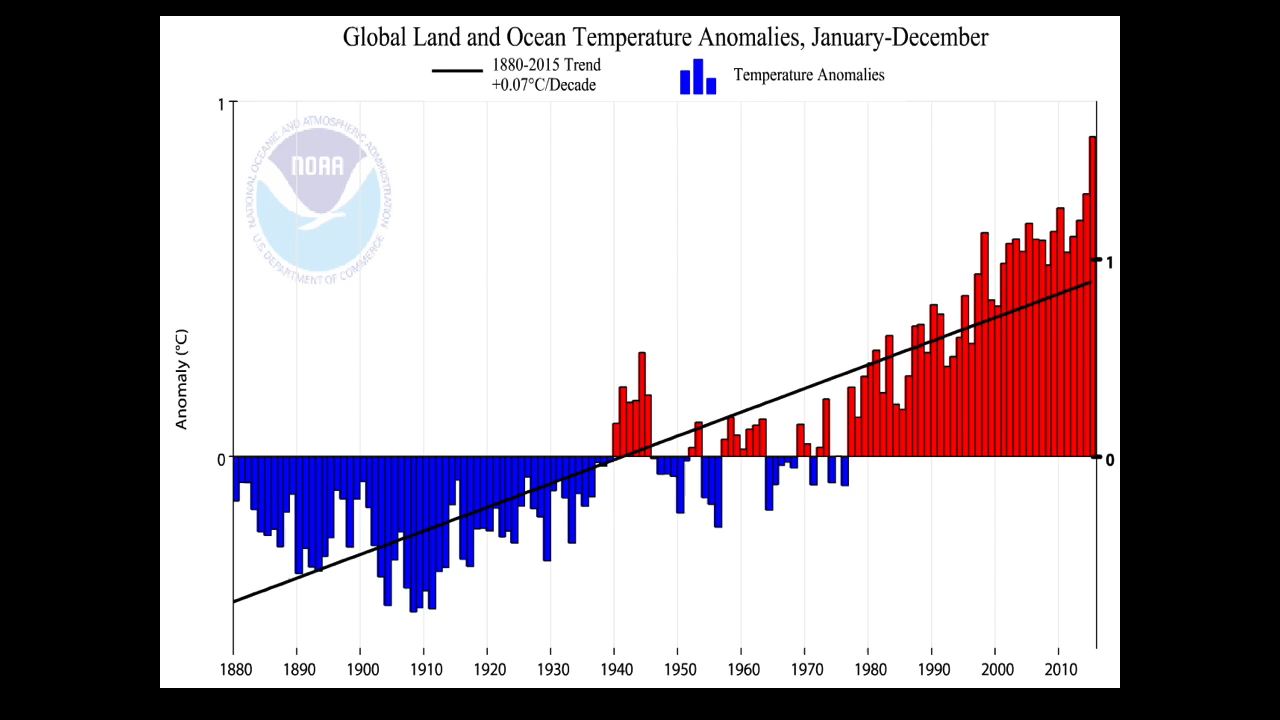 Global Land and Ocean Temperature Anomalies, January-December
1880-2015 Trend
+0.07°C/Decade
Temperature Anomalies
1
NATIONAL OCEANIC AND ATMOSPHERIC ADMINISTRATION
NOAA
U.S. DEPARTMENT OF COMMERCE
1
Anomaly (°C)
0
0
1880 1890 1900 1910 1920 1930 1940 1950 1960 1970 1980 1990 2000 2010